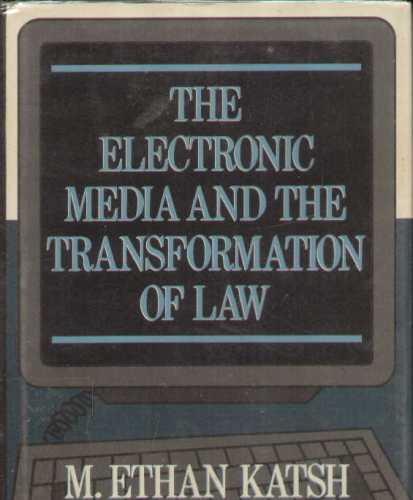 THE
ELECTRONIC
MEDIA AND THE
TRANSFORMATION
OF LAW
M. ETHAN KATSH